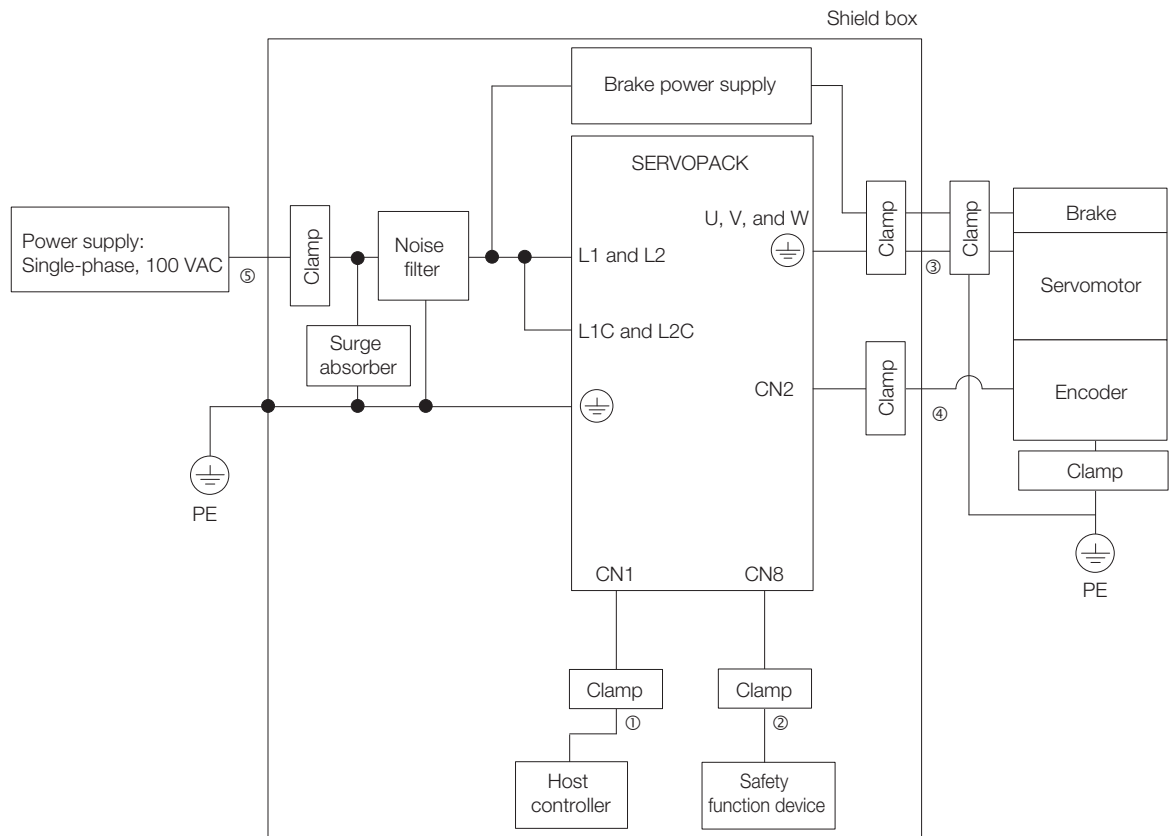 Shield box
Brake power supply
SERVOPACK
U, V, and W
Clamp
Clamp
Brake
Power supply:
Single-phase, 100 VAC
⑤
Clamp
Noise
filter
L1 and L2
③
Servomotor
L1C and L2C
Surge
absorber
CN2
Clamp
④
Encoder
Clamp
PE
PE
CN1
CN8
Clamp
Clamp
①
②
Host
controller
Safety
function device